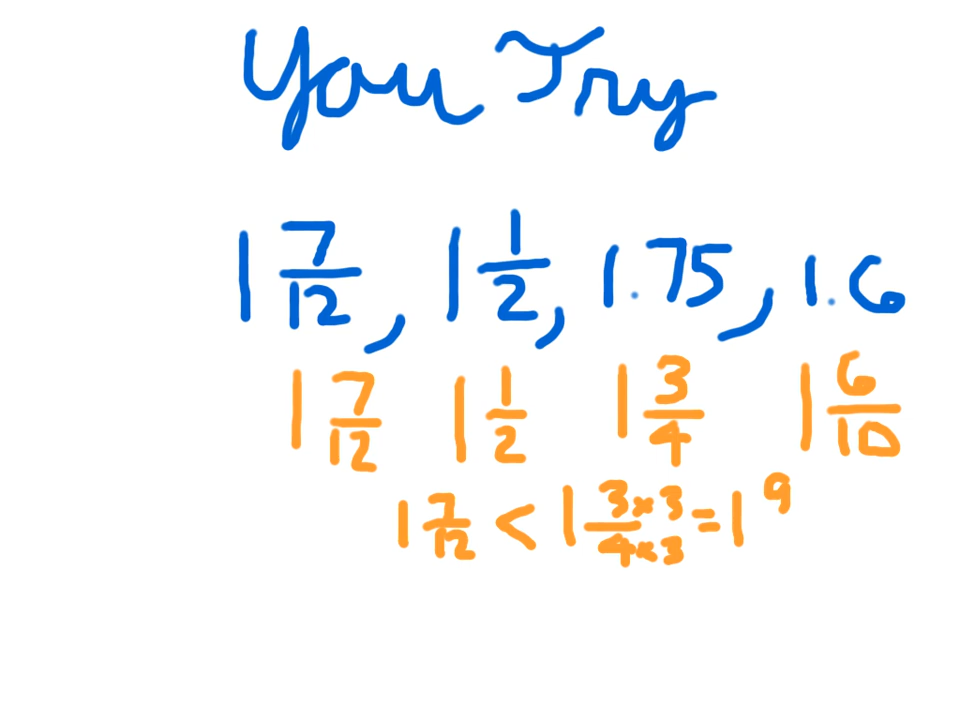 You Try
1 7/12, 1 1/2, 1.75, 1.6
1 7/12 1 1/2 1 3/4 1 6/10
1 7/12 < 1 3×3/4×3 = 1 9